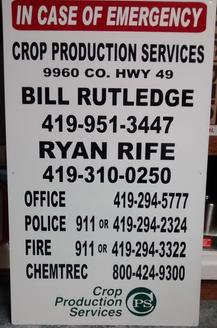 IN CASE OF EMERGENCY
CROP PRODUCTION SERVICES
9960 CO. HWY 49
BILL RUTLEDGE
419-951-3447
RYAN RIFE
419-310-0250
OFFICE 419-294-5777
POLICE 911 OR 419-294-2324
FIRE 911 OR 419-294-3322
CHEMTREC 800-424-9300
Crop
Production
Services
CPS